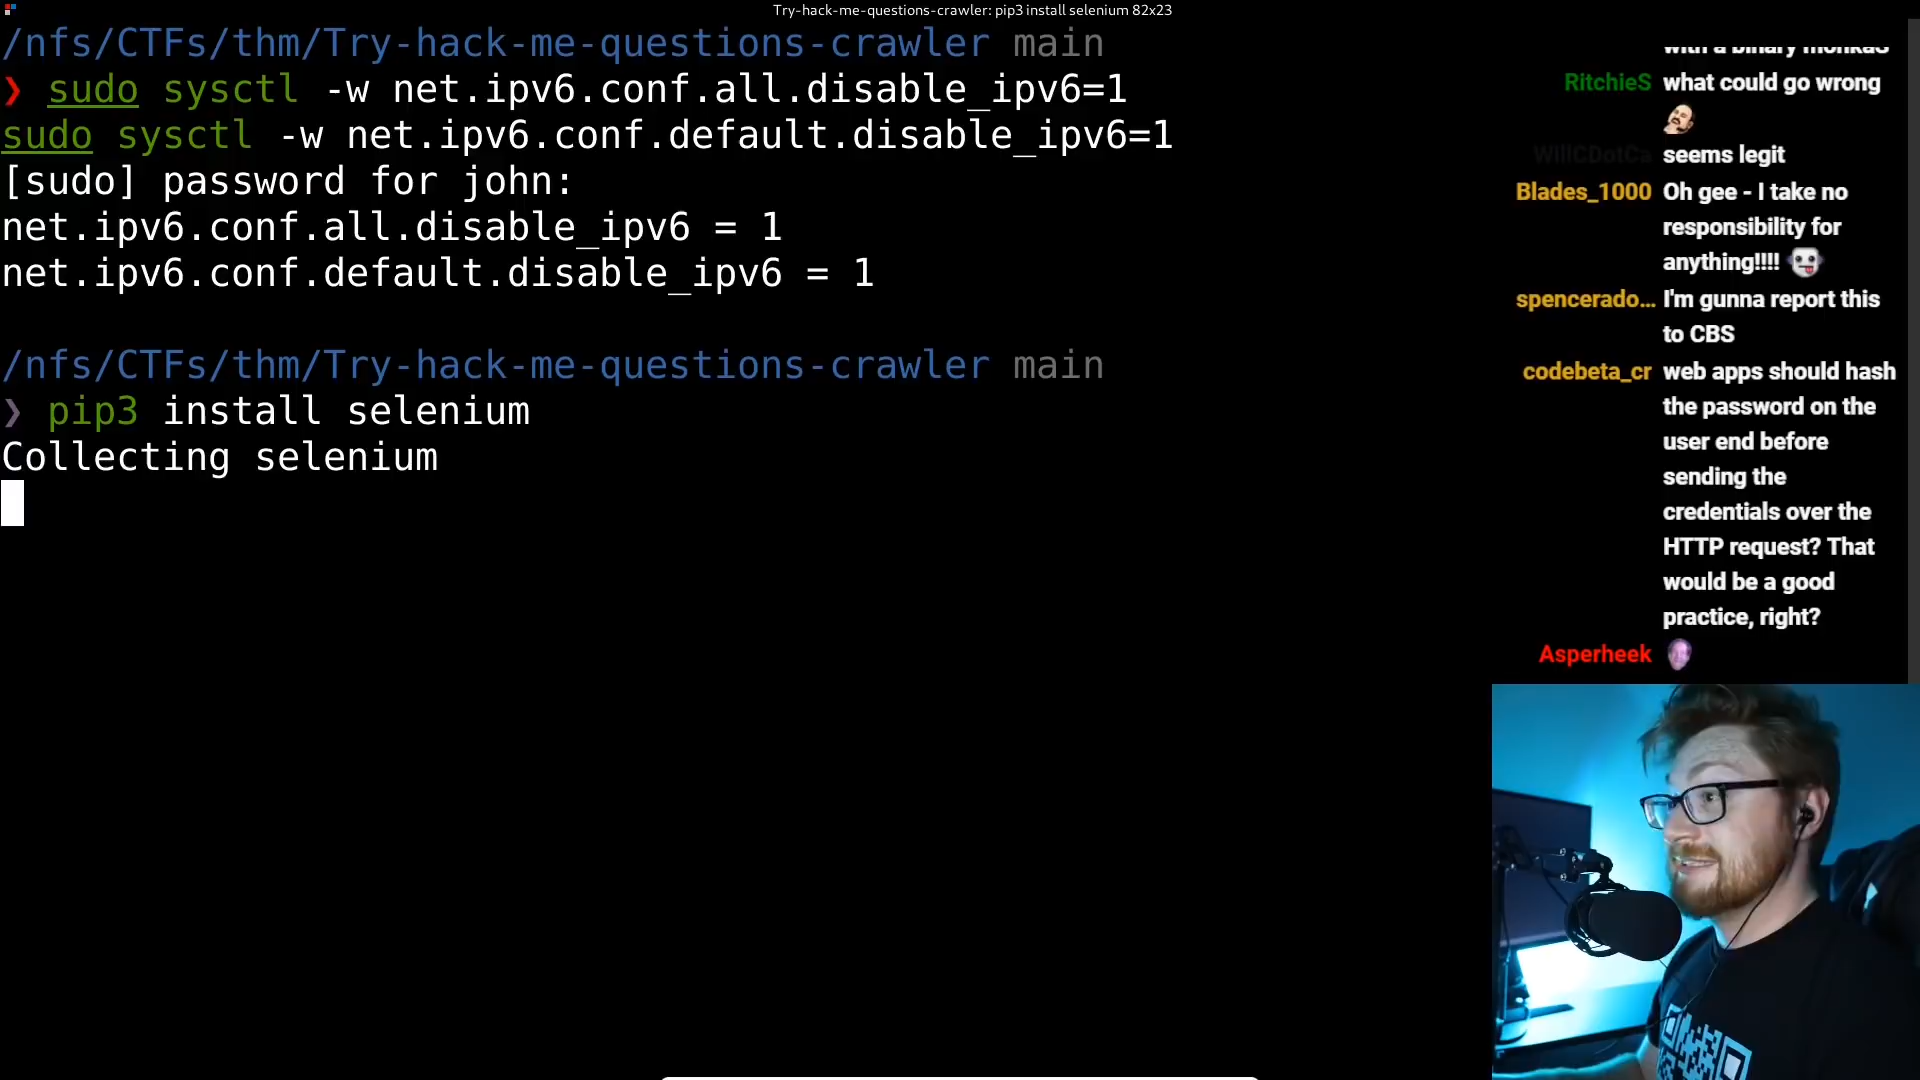 Try-hack-me-questions-crawler: pip3 install selenium 82x23
/nfs/CTFs/thm/Try-hack-me-questions-crawler main
❯ sudo sysctl -w net.ipv6.conf.all.disable_ipv6=1
sudo sysctl -w net.ipv6.conf.default.disable_ipv6=1
[sudo] password for john:
net.ipv6.conf.all.disable_ipv6 = 1
net.ipv6.conf.default.disable_ipv6 = 1
/nfs/CTFs/thm/Try-hack-me-questions-crawler main
❯ pip3 install selenium
Collecting selenium
with a binary monkaS
RitchieS what could go wrong
WillCDotCa seems legit
Blades_1000 Oh gee - I take no
responsibility for
anything!!!!
spencerado... I'm gunna report this
to CBS
codebeta_cr web apps should hash
the password on the
user end before
sending the
credentials over the
HTTP request? That
would be a good
practice, right?
Asperheek